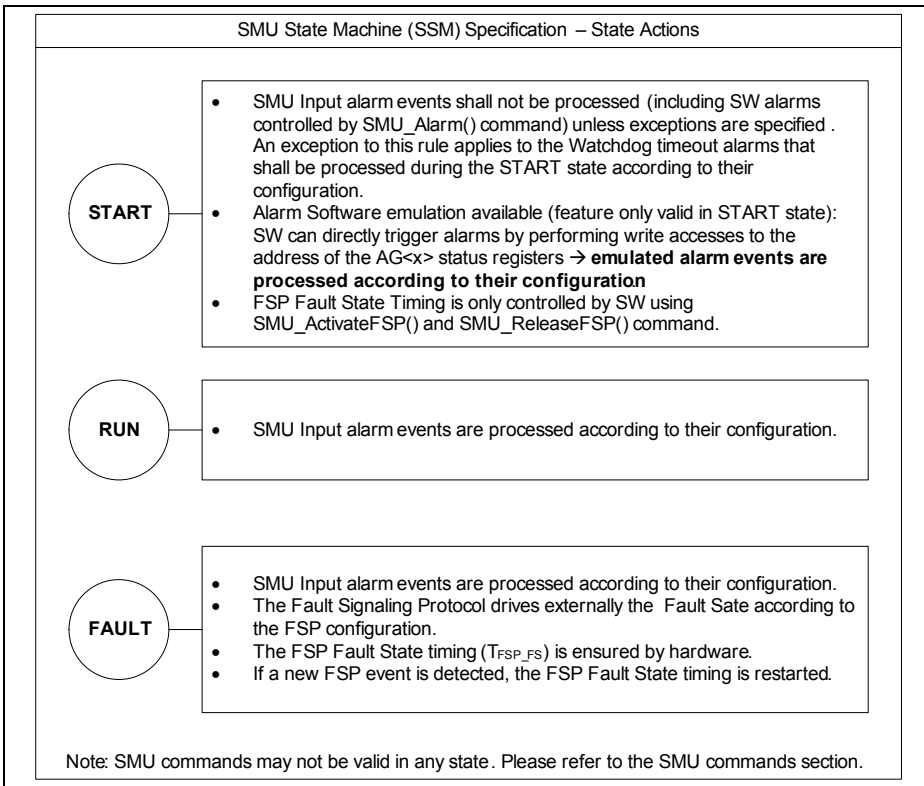 SMU State Machine (SSM) Specification – State Actions
START
• SMU Input alarm events shall not be processed (including SW alarms
controlled by SMU_Alarm() command) unless exceptions are specified .
An exception to this rule applies to the Watchdog timeout alarms that
shall be processed during the START state according to their
configuration.
• Alarm Software emulation available (feature only valid in START state):
SW can directly trigger alarms by performing write accesses to the
address of the AG<x> status registers → emulated alarm events are
processed according to their configuration.
• FSP Fault State Timing is only controlled by SW using
SMU_ActivateFSP() and SMU_ReleaseFSP() command.
RUN
• SMU Input alarm events are processed according to their configuration.
FAULT
• SMU Input alarm events are processed according to their configuration.
• The Fault Signaling Protocol drives externally the Fault Sate according to
the FSP configuration.
• The FSP Fault State timing (TFSP_FS) is ensured by hardware.
• If a new FSP event is detected, the FSP Fault State timing is restarted.
Note: SMU commands may not be valid in any state. Please refer to the SMU commands section.